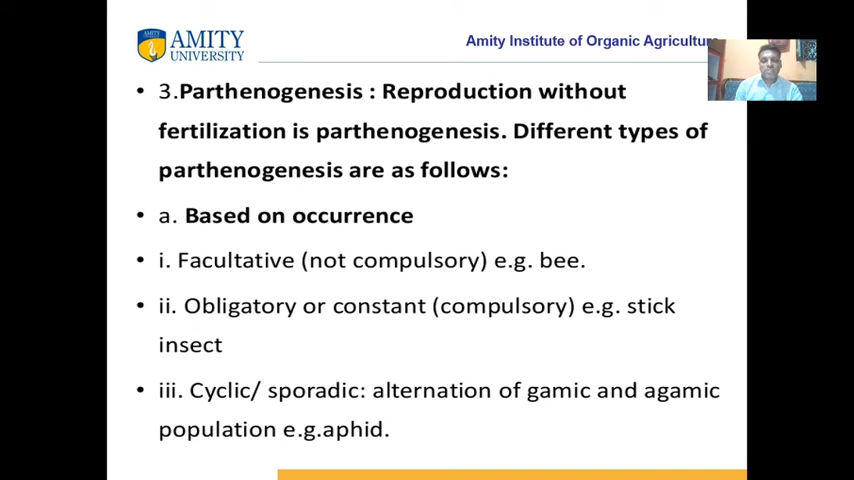 AMITY
UNIVERSITY
Amity Institute of Organic Agriculture
• 3.Parthenogenesis : Reproduction without
fertilization is parthenogenesis. Different types of
parthenogenesis are as follows:
• a. Based on occurrence
• i. Facultative (not compulsory) e.g. bee.
• ii. Obligatory or constant (compulsory) e.g. stick
insect
• iii. Cyclic/ sporadic: alternation of gamic and agamic
population e.g.aphid.